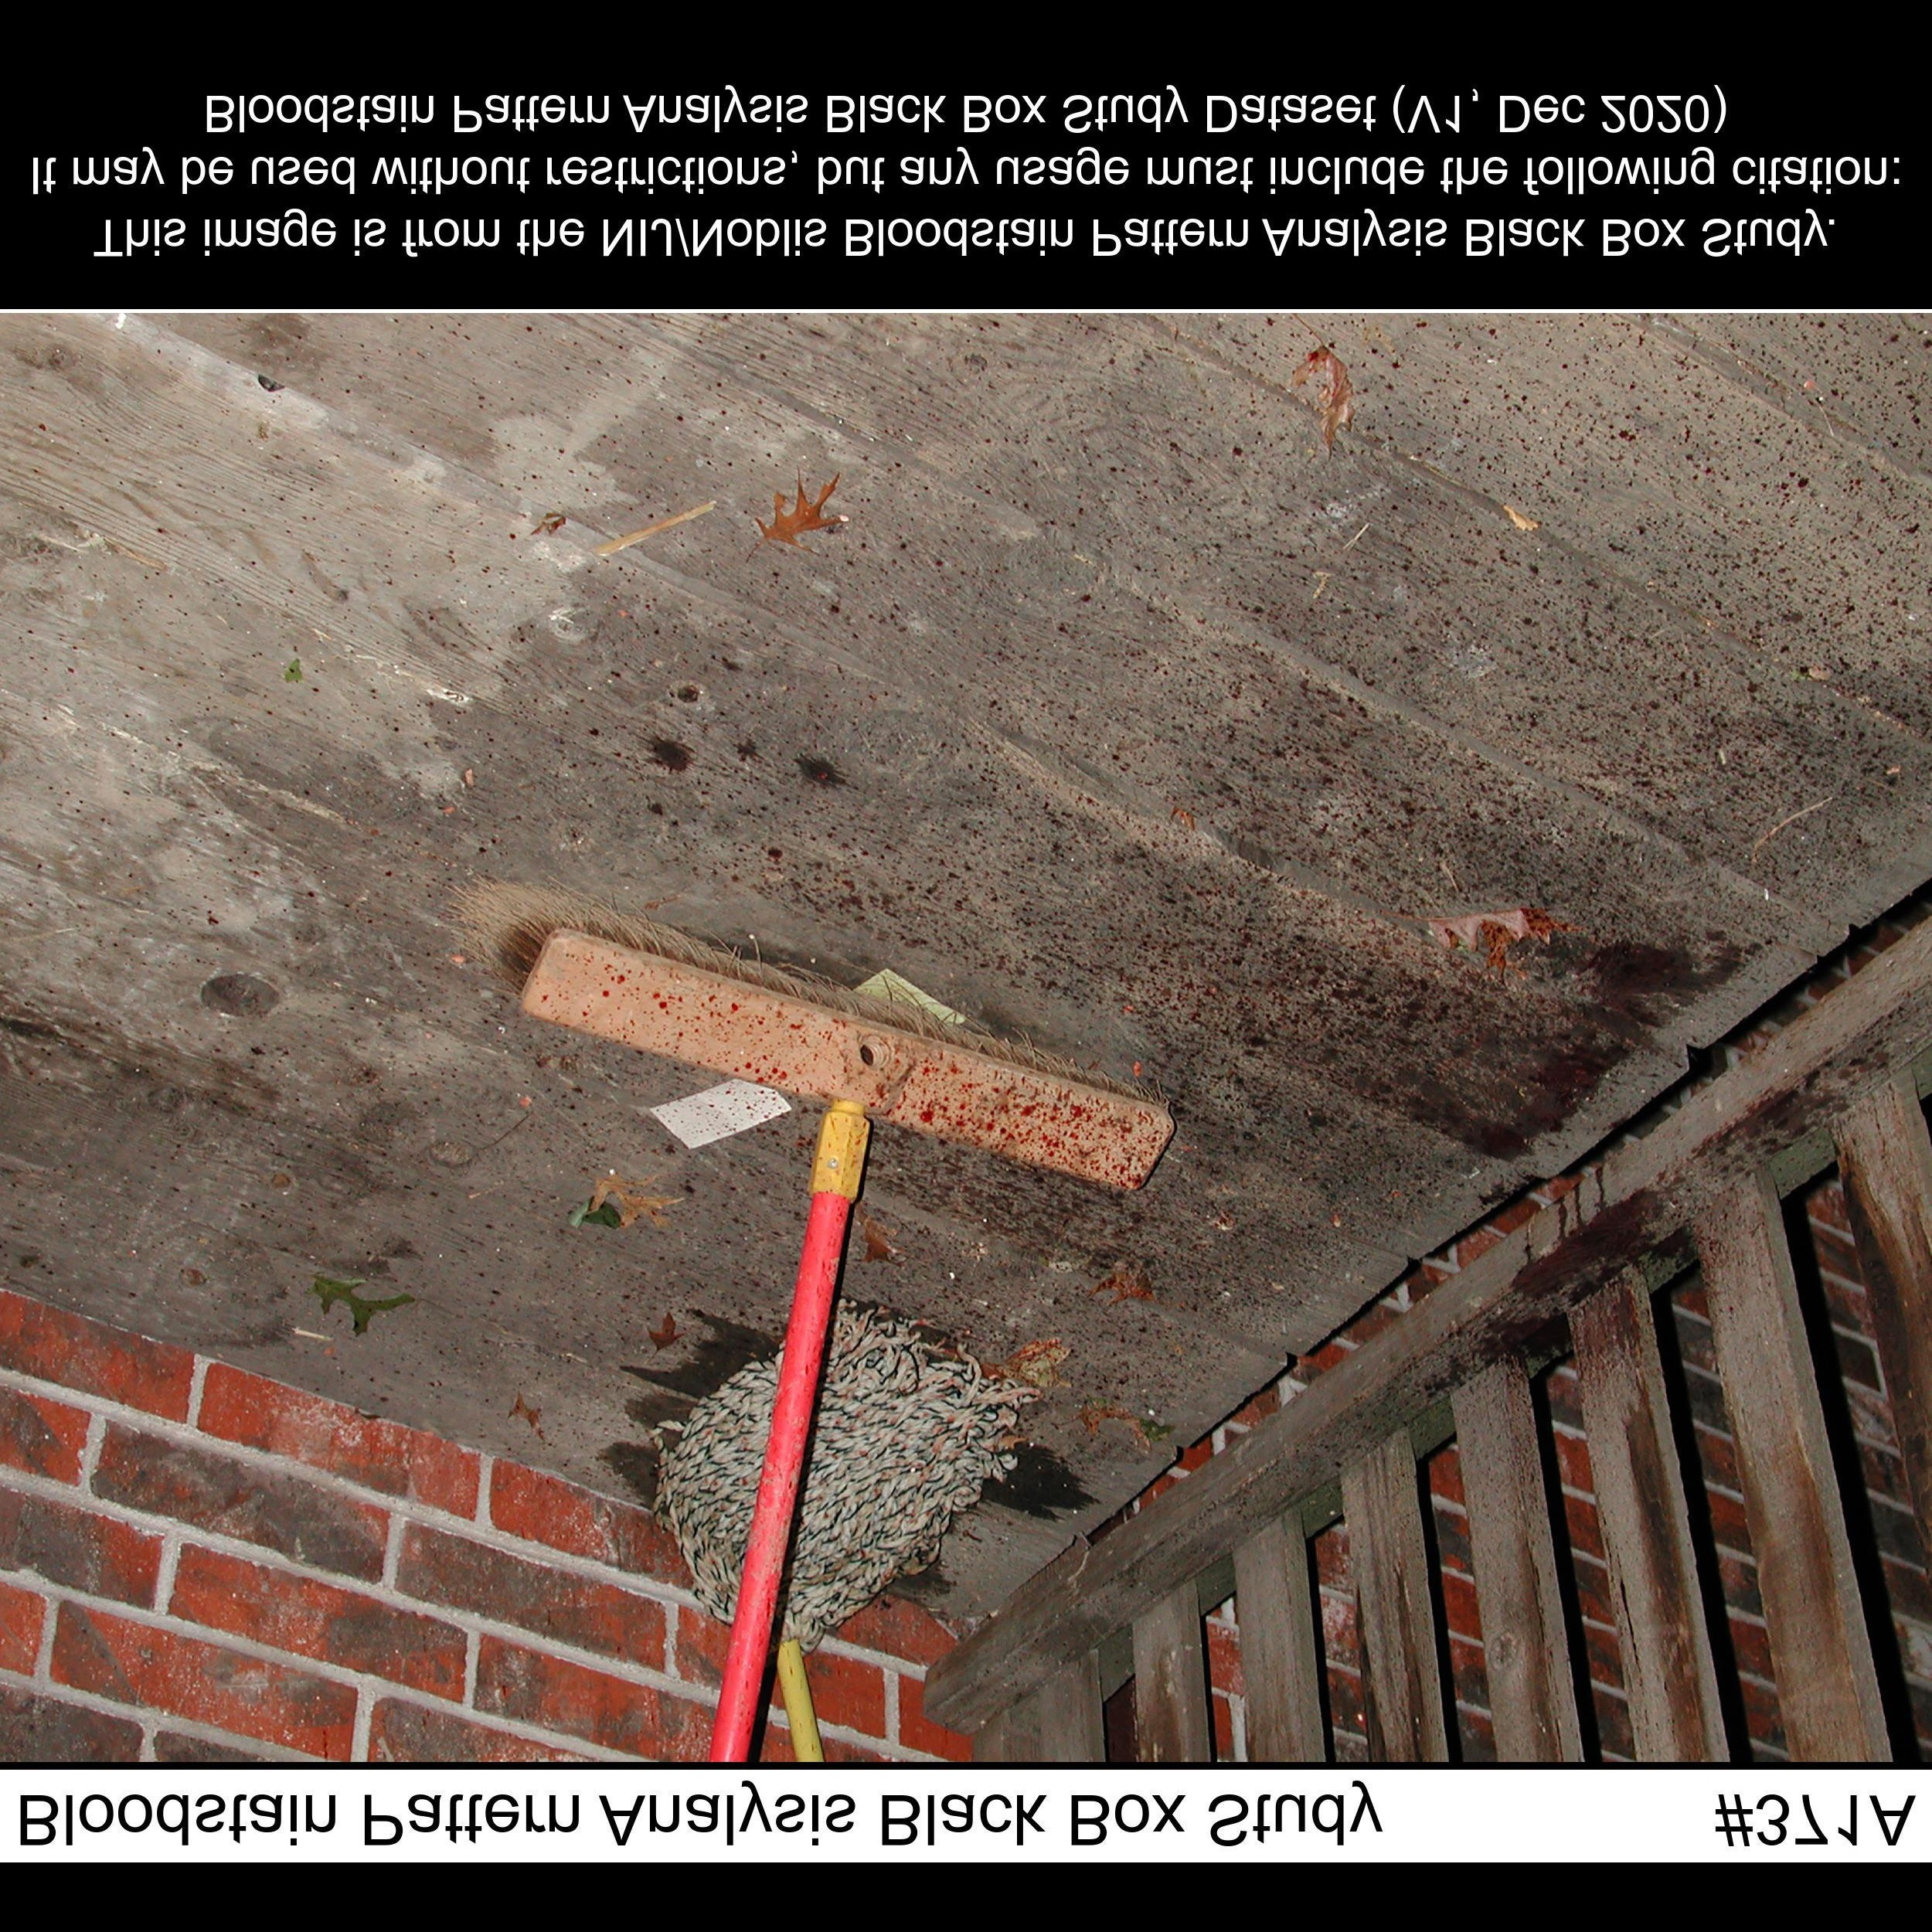 Bloodstain Pattern Analysis Black Box Study #371A
This image is from the NIJ/Noblis Bloodstain Pattern Analysis Black Box Study.
It may be used without restrictions, but any usage must include the following citation:
Bloodstain Pattern Analysis Black Box Study Dataset (V1, Dec 2020)